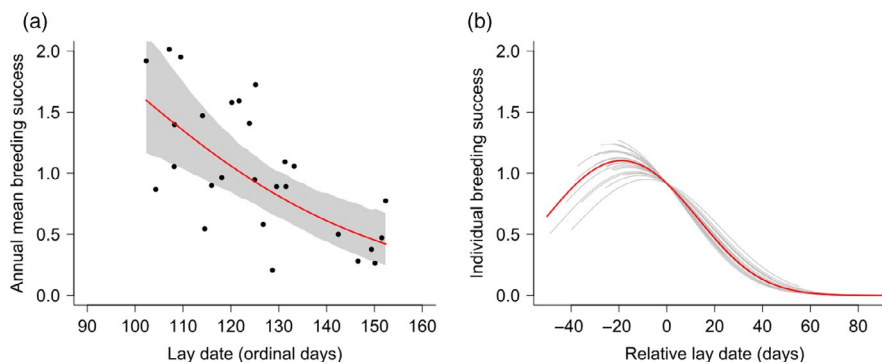 (a)
Annual mean breeding success
2.0
1.5
1.0
0.5
0.0
90 100 110 120 130 140 150 160
Lay date (ordinal days)
(b)
Individual breeding success
2.0
1.5
1.0
0.5
0.0
−40 −20 0 20 40 60 80
Relative lay date (days)